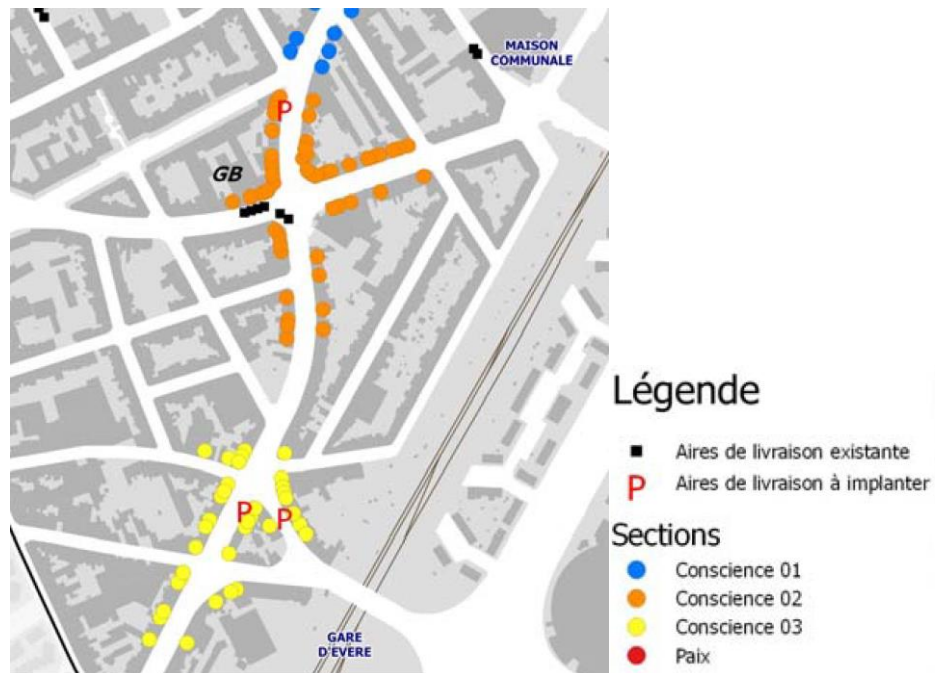 MAISON
COMMUNALE
P
GB
P P
GARE
D'EVERE
Légende
Aires de livraison existante
P Aires de livraison à implanter
Sections
Conscience 01
Conscience 02
Conscience 03
Paix